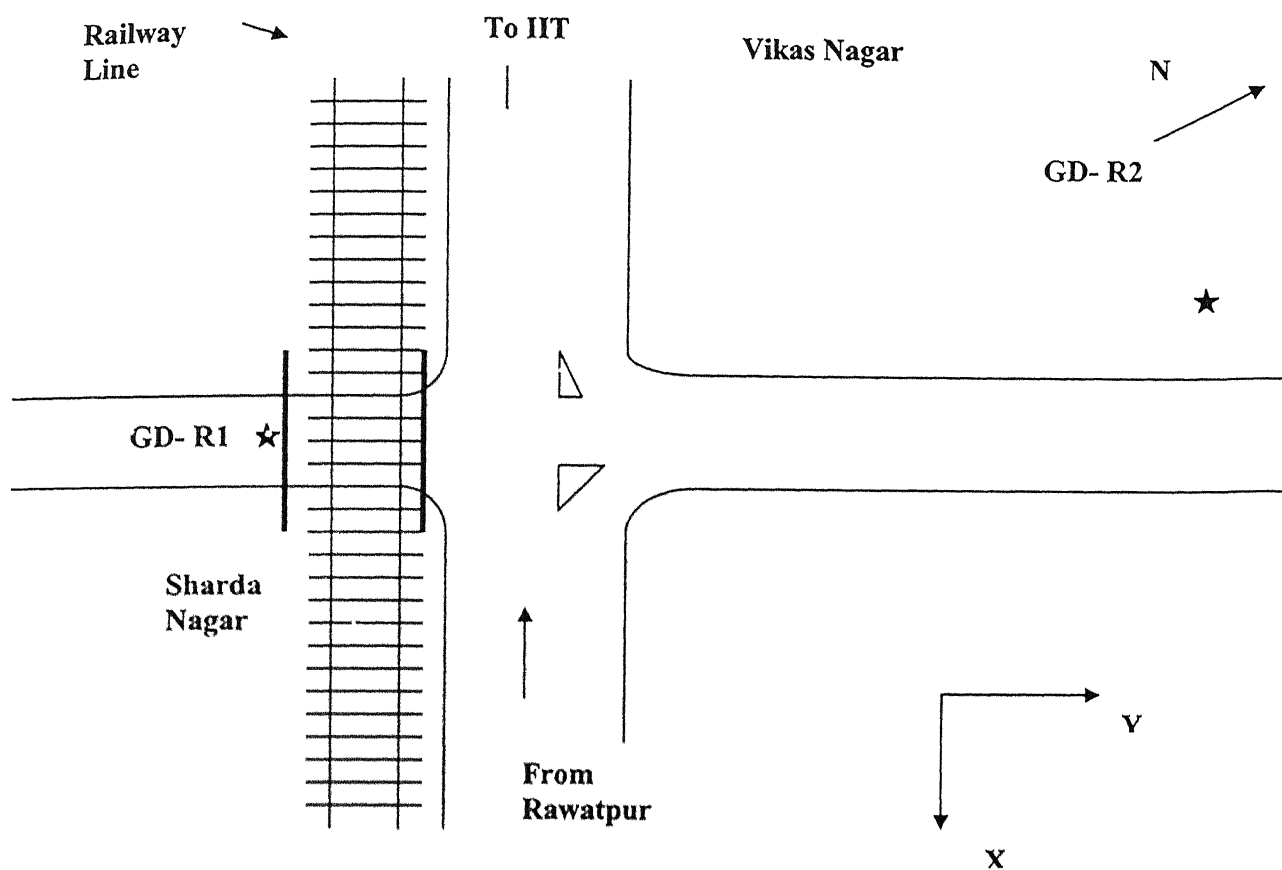 Railway
Line
To IIT
Vikas Nagar
N
GD- R2
GD- R1
Sharda
Nagar
Y
From
Rawatpur
X